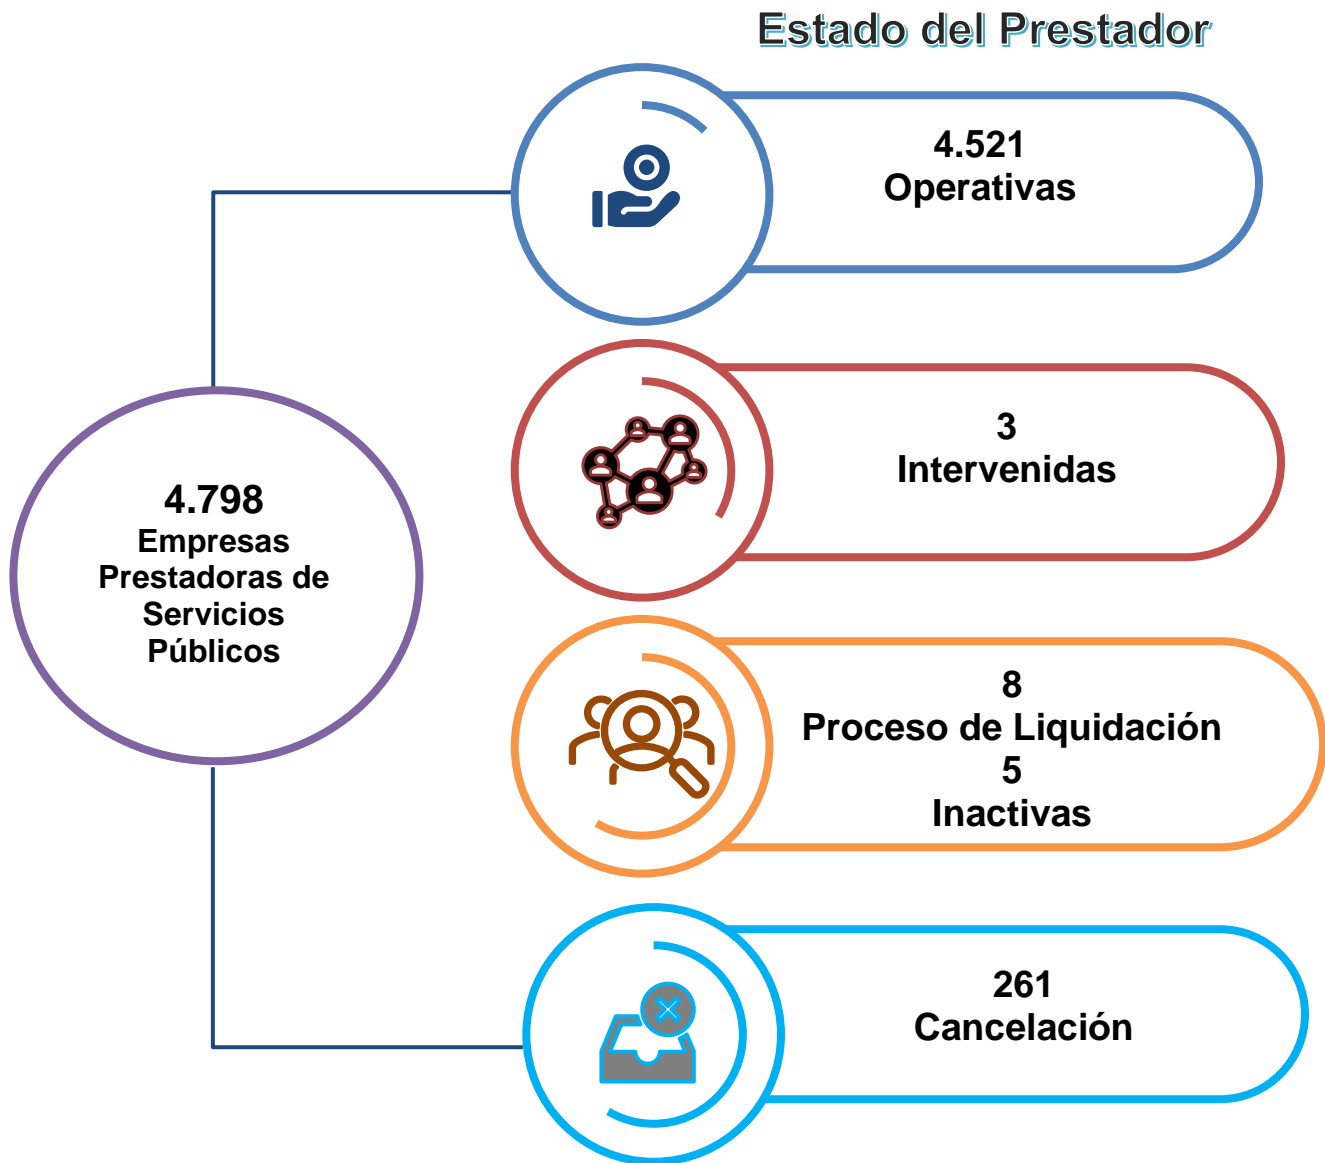 Estado del Prestador
4.521
Operativas
3
Intervenidas
4.798
Empresas
Prestadoras de
Servicios
Públicos
8
Proceso de Liquidación
5
Inactivas
261
Cancelación